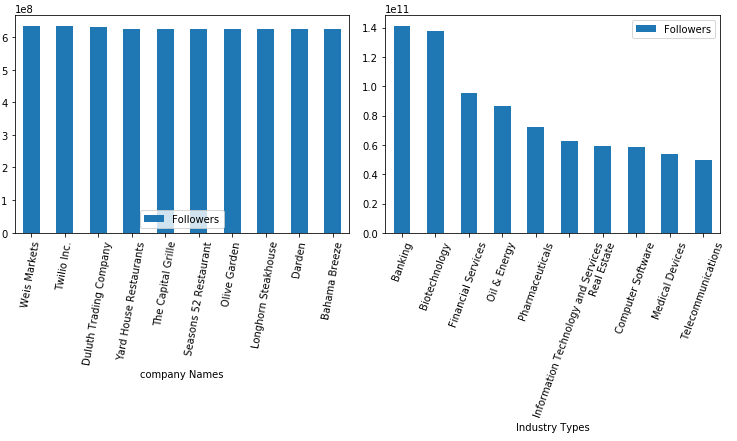 1e8
6
5
4
3
2
1
0
Followers
Weis Markets
Twilio Inc.
Duluth Trading Company
Yard House Restaurants
The Capital Grille
Seasons 52 Restaurant
Olive Garden
Longhorn Steakhouse
Darden
Bahama Breeze
company Names
1e11
1.4
1.2
1.0
0.8
0.6
0.4
0.2
0.0
Followers
Banking
Biotechnology
Financial Services
Oil & Energy
Pharmaceuticals
Information Technology and Services
Real Estate
Computer Software
Medical Devices
Telecommunications
Industry Types